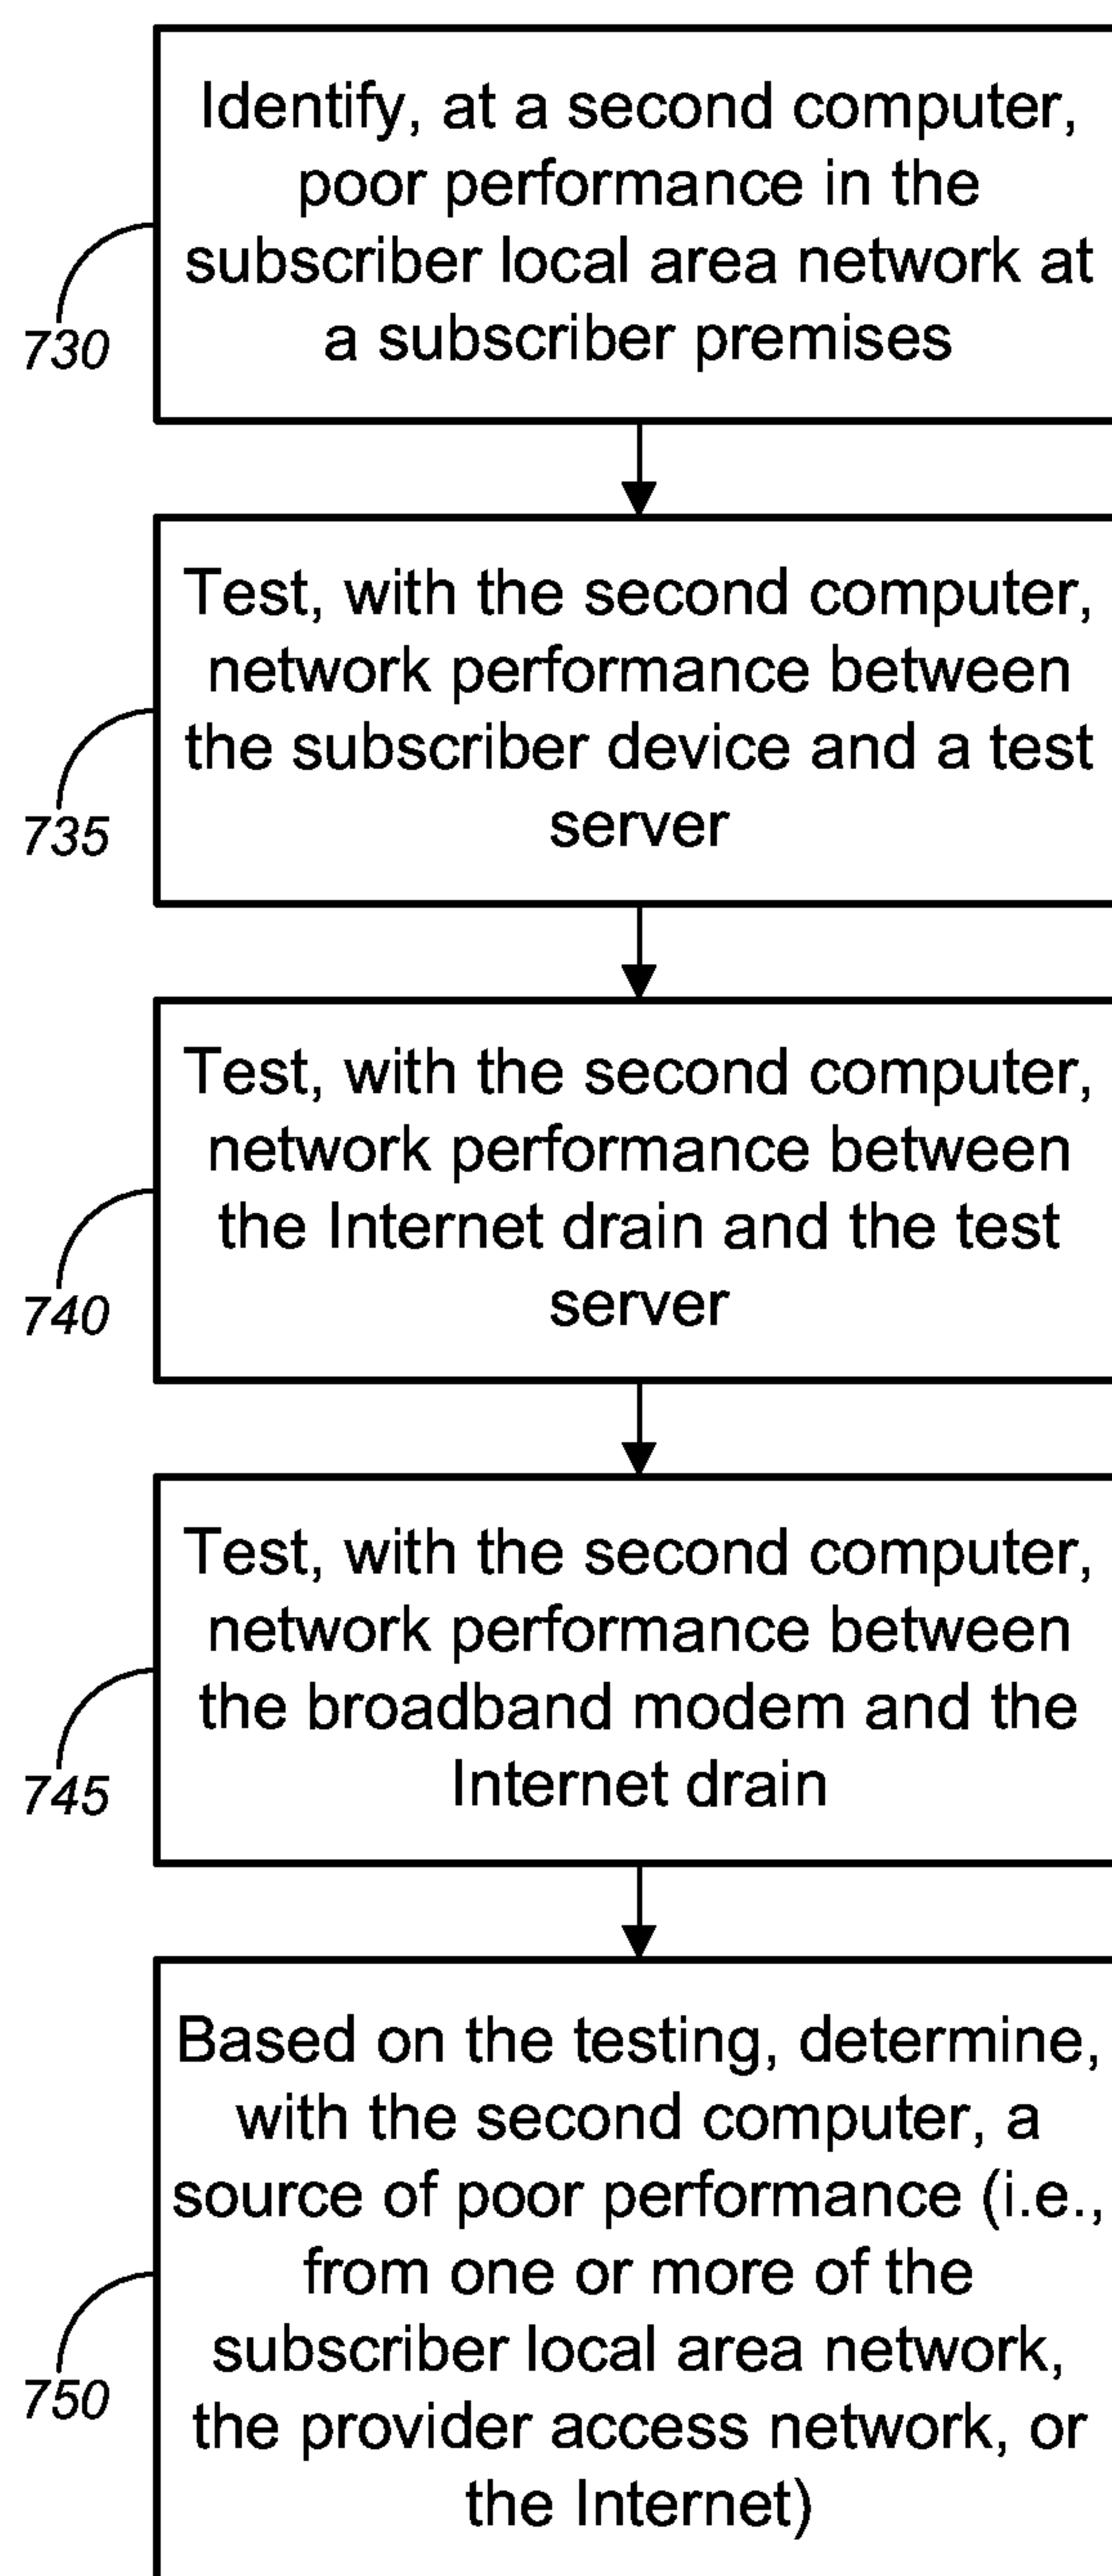 Identify, at a second computer,
poor performance in the
subscriber local area network at
a subscriber premises
730
Test, with the second computer,
network performance between
the subscriber device and a test
server
735
Test, with the second computer,
network performance between
the Internet drain and the test
server
740
Test, with the second computer,
network performance between
the broadband modem and the
Internet drain
745
Based on the testing, determine,
with the second computer, a
source of poor performance (i.e.,
from one or more of the
subscriber local area network,
the provider access network, or
the Internet)
750